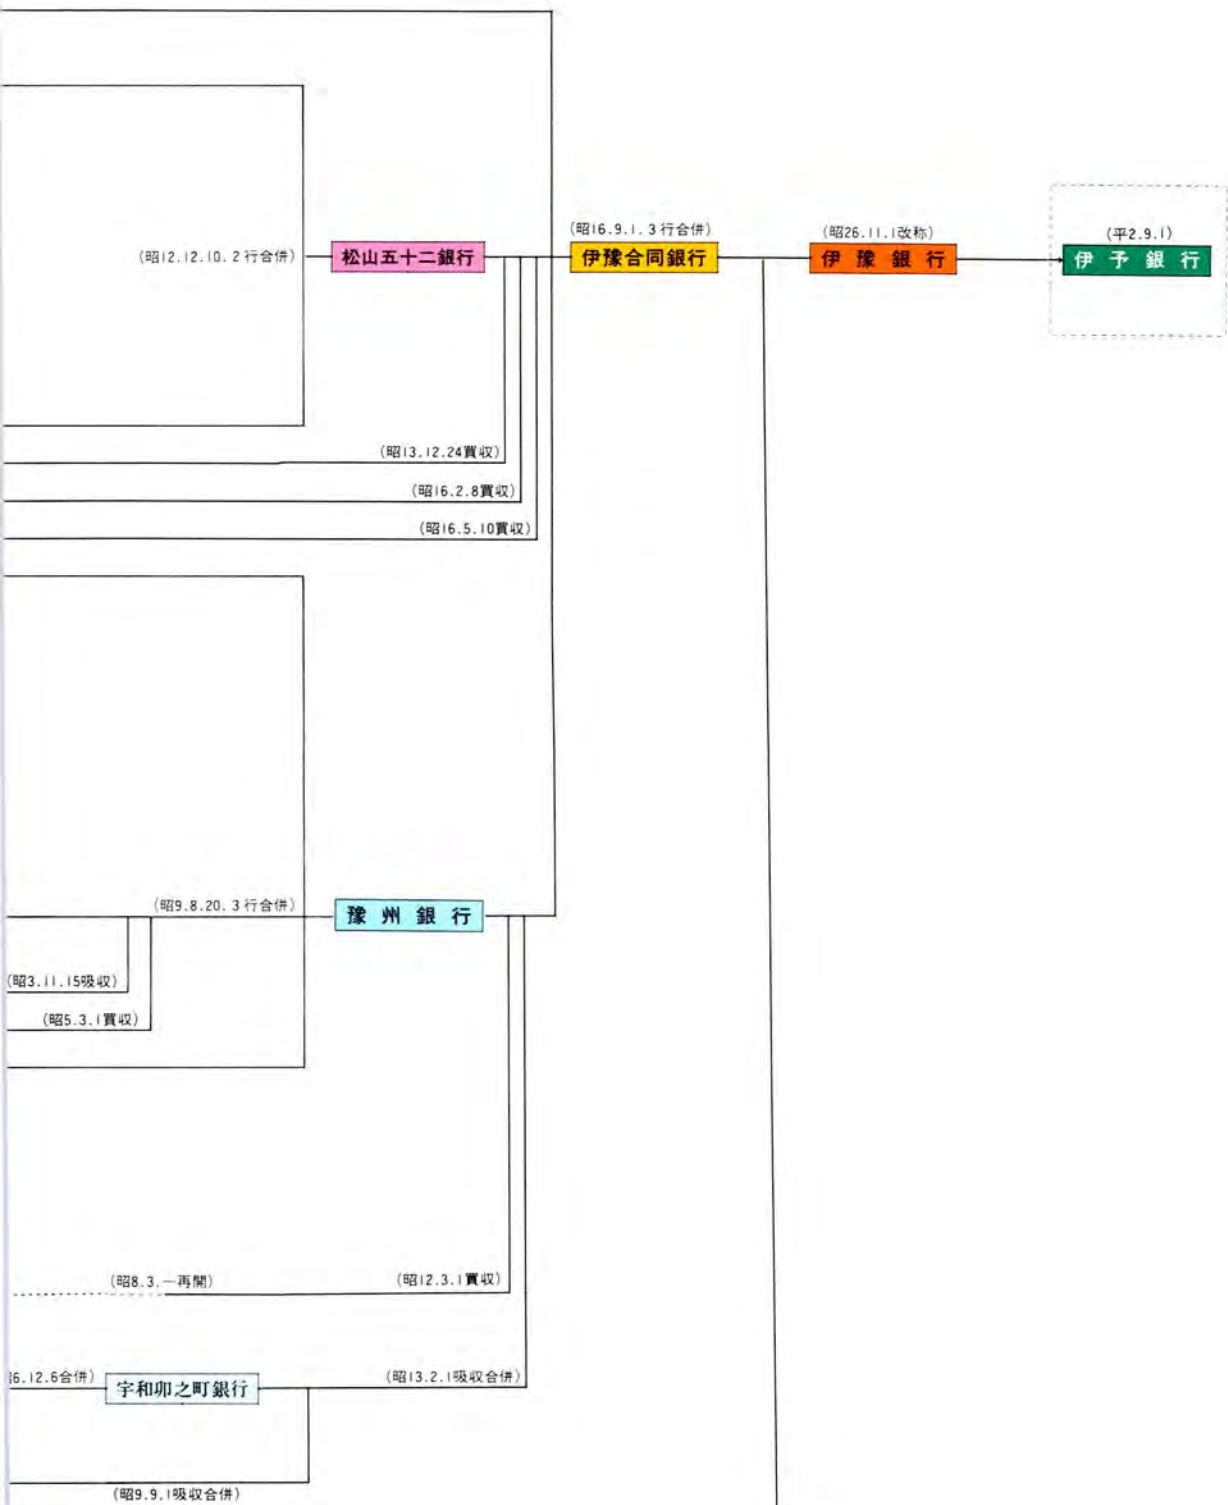 (昭16.9.1.3行合併)
(昭26.11.1改称)
(平2.9.1)
(昭12.12.10.2行合併)
松山五十二銀行
伊豫合同銀行
伊豫銀行
伊予銀行
(昭13.12.24買収)
(昭16.2.8買収)
(昭16.5.10買収)
(昭9.8.20.3行合併)
豫州銀行
(昭3.11.15吸収)
(昭5.3.1買収)
(昭8.3.—再開)
(昭12.3.1買収)
6.12.6合併)
宇和卯之町銀行
(昭13.2.1吸収合併)
(昭9.9.1吸収合併)